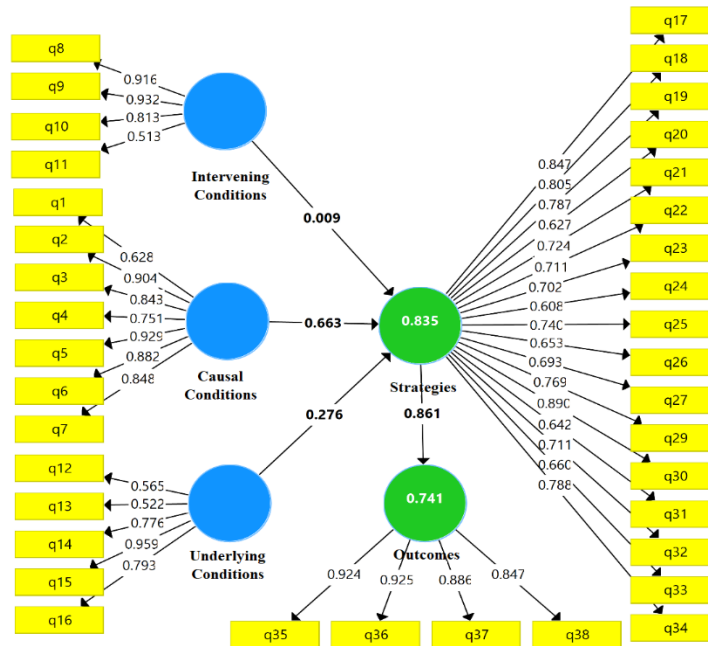 q8
q9
q10
q11
0.916
0.932
0.813
0.513
Intervening
Conditions
0.009
q1
q2
q3
q4
q5
q6
q7
0.628
0.904
0.843
0.751
0.929
0.882
0.848
Causal
Conditions
0.663
q12
q13
q14
q15
q16
0.565
0.522
0.776
0.959
0.793
Underlying
Conditions
0.276
0.835
Strategies
0.861
0.741
Outcomes
0.924
0.925
0.886
0.847
q35
q36
q37
q38
0.847
0.805
0.787
0.627
0.724
0.711
0.702
0.608
0.740
0.653
0.693
0.769
0.890
0.642
0.711
0.660
0.788
q17
q18
q19
q20
q21
q22
q23
q24
q25
q26
q27
q29
q30
q31
q32
q33
q34